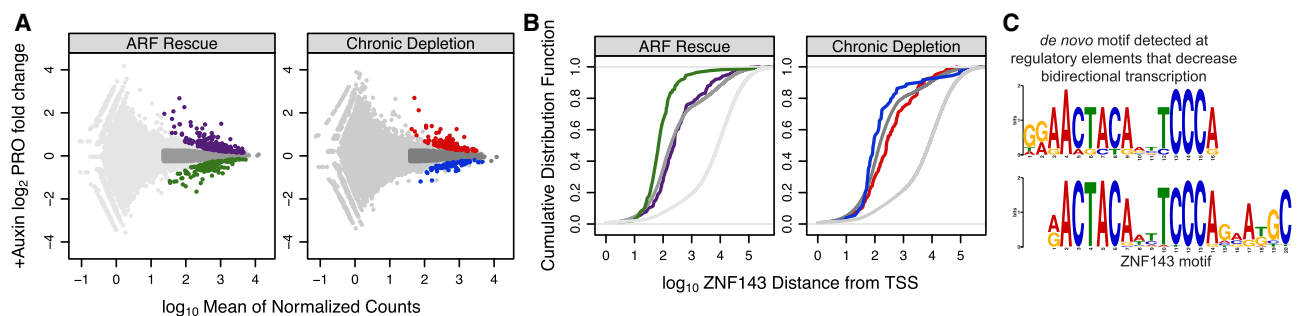 A
ARF Rescue
Chronic Depletion
+Auxin log2 PRO fold change
4
2
0
−2
−4
4
2
0
−2
−4
−1 0 1 2 3 4
−1 0 1 2 3 4
log10 Mean of Normalized Counts
B
ARF Rescue
Chronic Depletion
Cumulative Distribution Function
1.0
0.8
0.6
0.4
0.2
0.0
1.0
0.8
0.6
0.4
0.2
0.0
0 1 2 3 4 5
0 1 2 3 4 5
log10 ZNF143 Distance from TSS
C
de novo motif detected at
regulatory elements that decrease
bidirectional transcription
ZNF143 motif